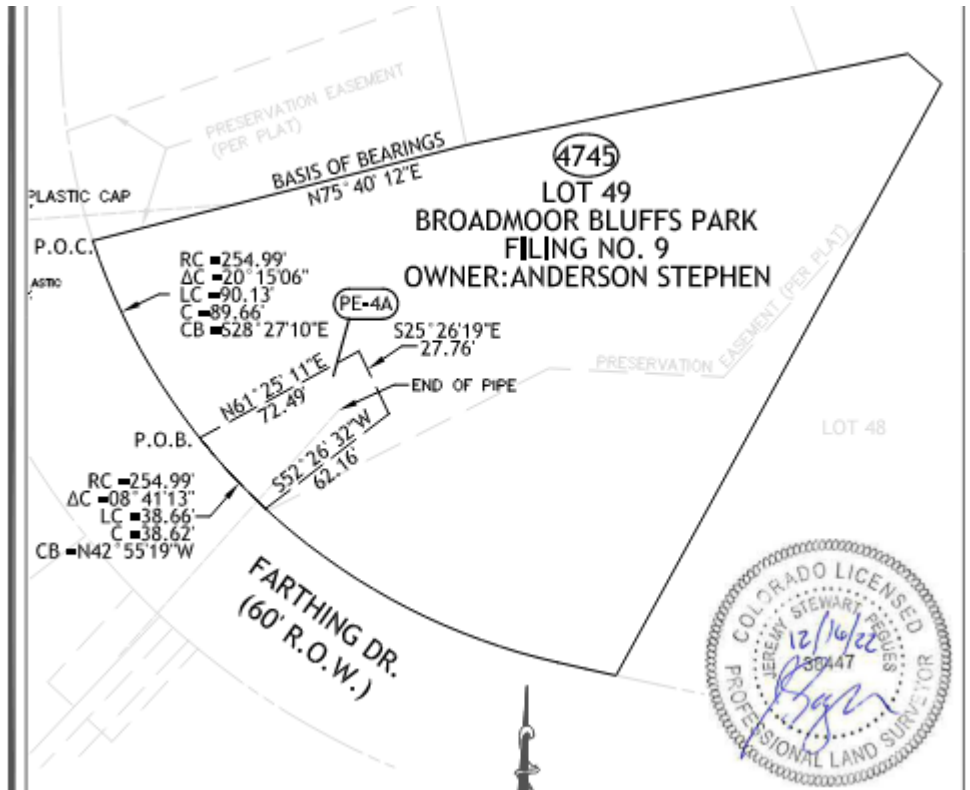 PRESERVATION EASEMENT
(PER PLAT)
BASIS OF BEARINGS
N75°40'12"E
PLASTIC CAP
P.O.C.
4745
LOT 49
BROADMOOR BLUFFS PARK
FILING NO. 9
OWNER: ANDERSON STEPHEN
RC=254.99'
ΔC=20°15'06"
LC=90.13'
C=89.66'
CB=S28°27'10"E
PE-4A
S25°26'19"E
27.76'
N61°25'11"E
72.49'
END OF PIPE
PRESERVATION EASEMENT (PER PLAT)
LOT 48
P.O.B.
S52°26'32"W
62.16'
RC=254.99'
ΔC=08°41'13"
LC=38.66'
C=38.62'
CB=N42°55'19"W
FARTHING DR.
(60' R.O.W.)
COLORADO LICENSED
JEREMY STEWART PEGUES
12/16/22
38447
PROFESSIONAL LAND SURVEYOR